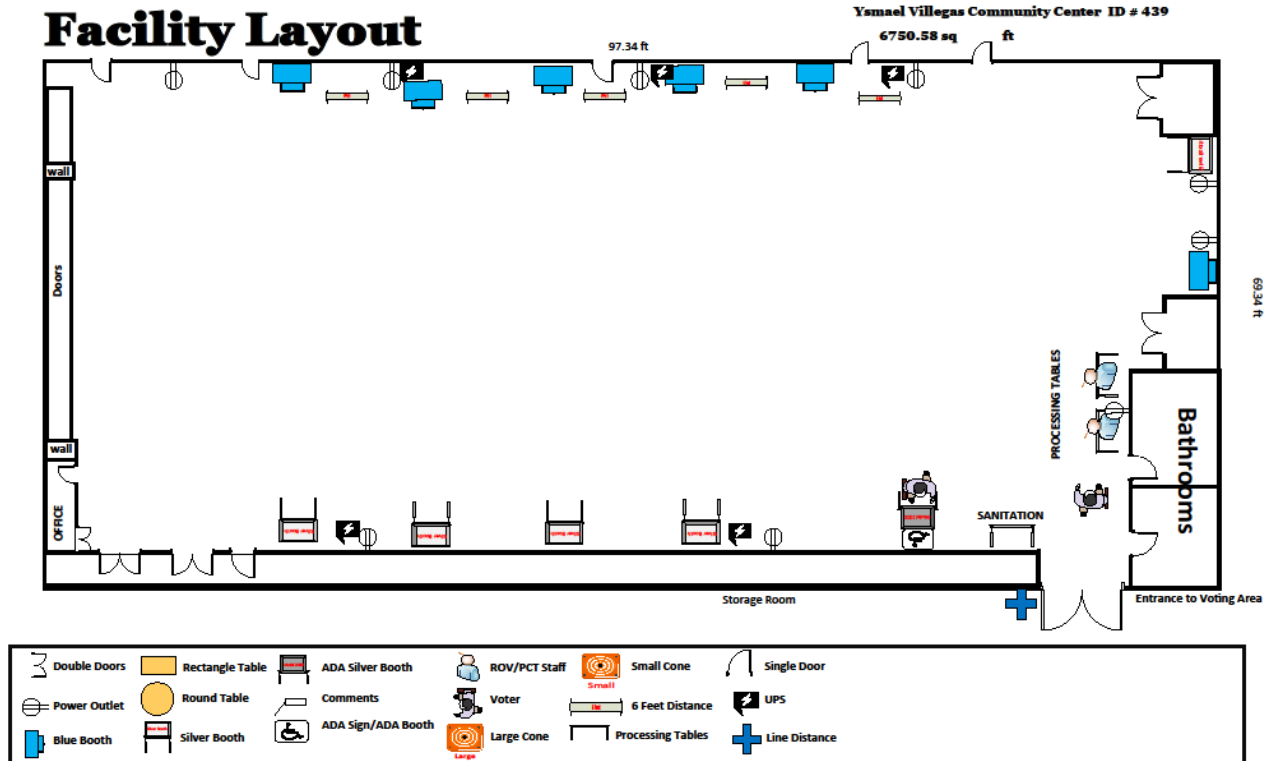 Facility Layout
Ysmael Villegas Community Center ID # 439
6750.58 sq ft
97.34 ft
wall
Doors
69.34 ft
PROCESSING TABLES
wall
Bathrooms
OFFICE
SANITATION
Storage Room
Entrance to Voting Area
Double Doors
Rectangle Table
ADA Silver Booth
ROV/PCT Staff
Small Cone
Small
Single Door
Power Outlet
Round Table
Comments
Voter
6 Feet Distance
UPS
Blue Booth
Silver Booth
ADA Sign/ADA Booth
Large Cone
Large
Processing Tables
Line Distance